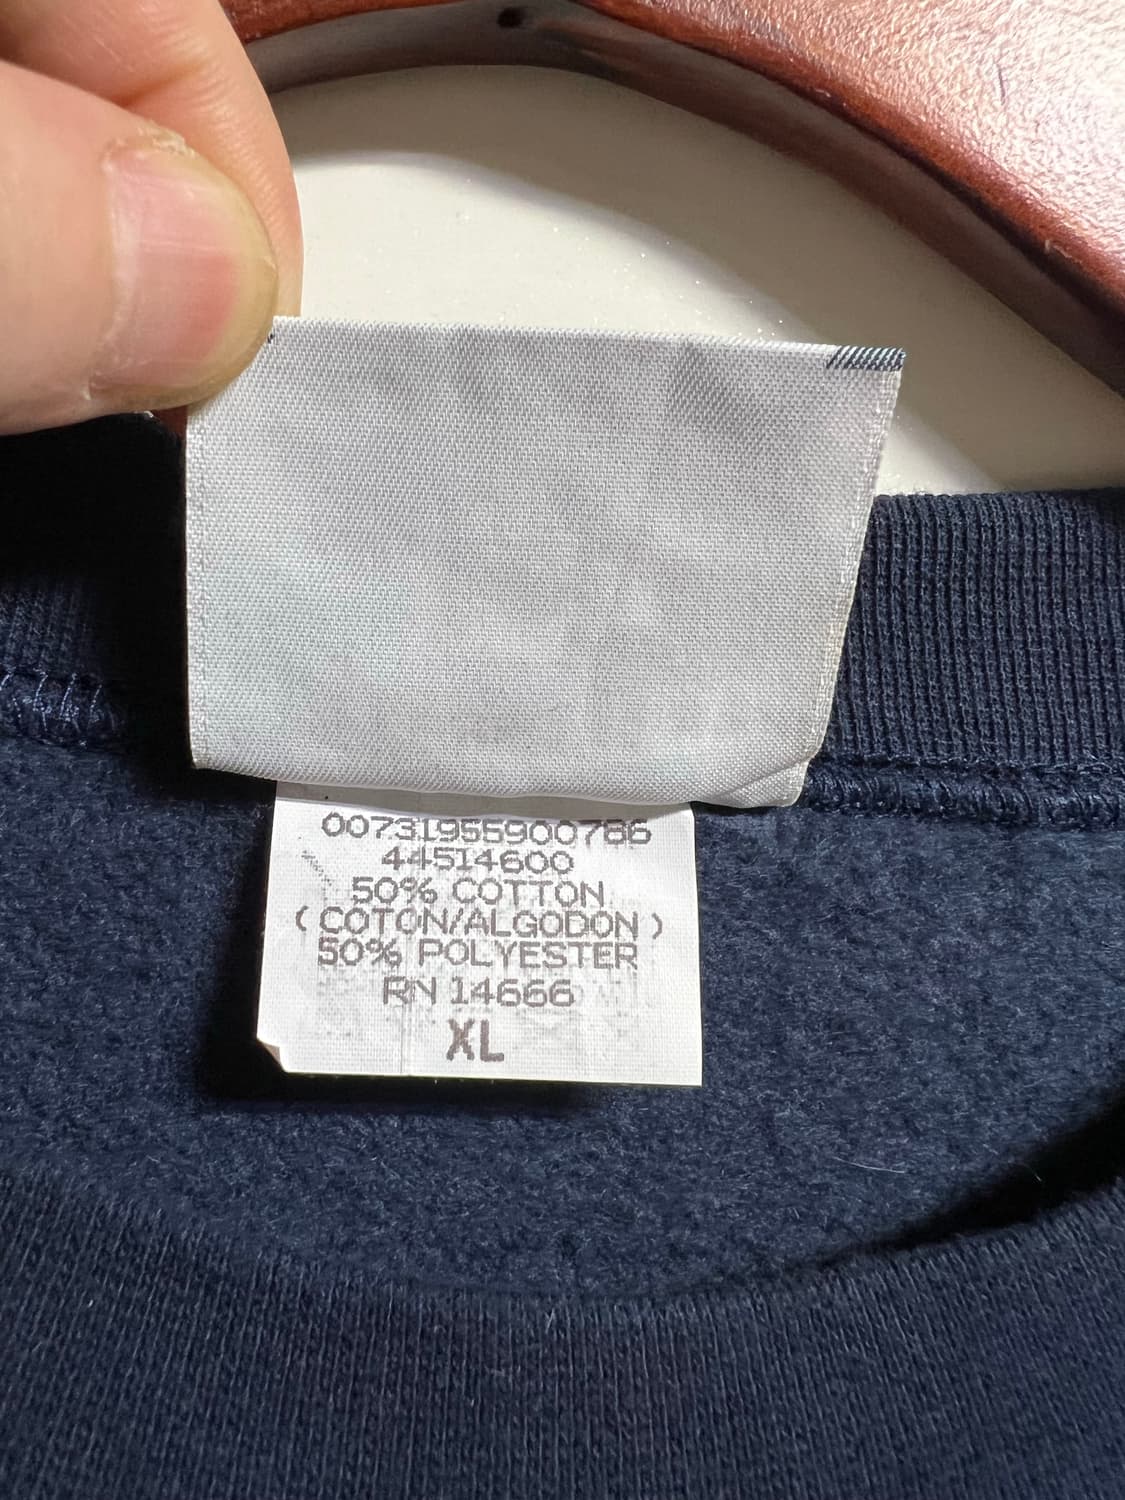 00731955900786
44514600
50% COTTON
( COTON/ALGODON )
50% POLYESTER
RN 14666
XL